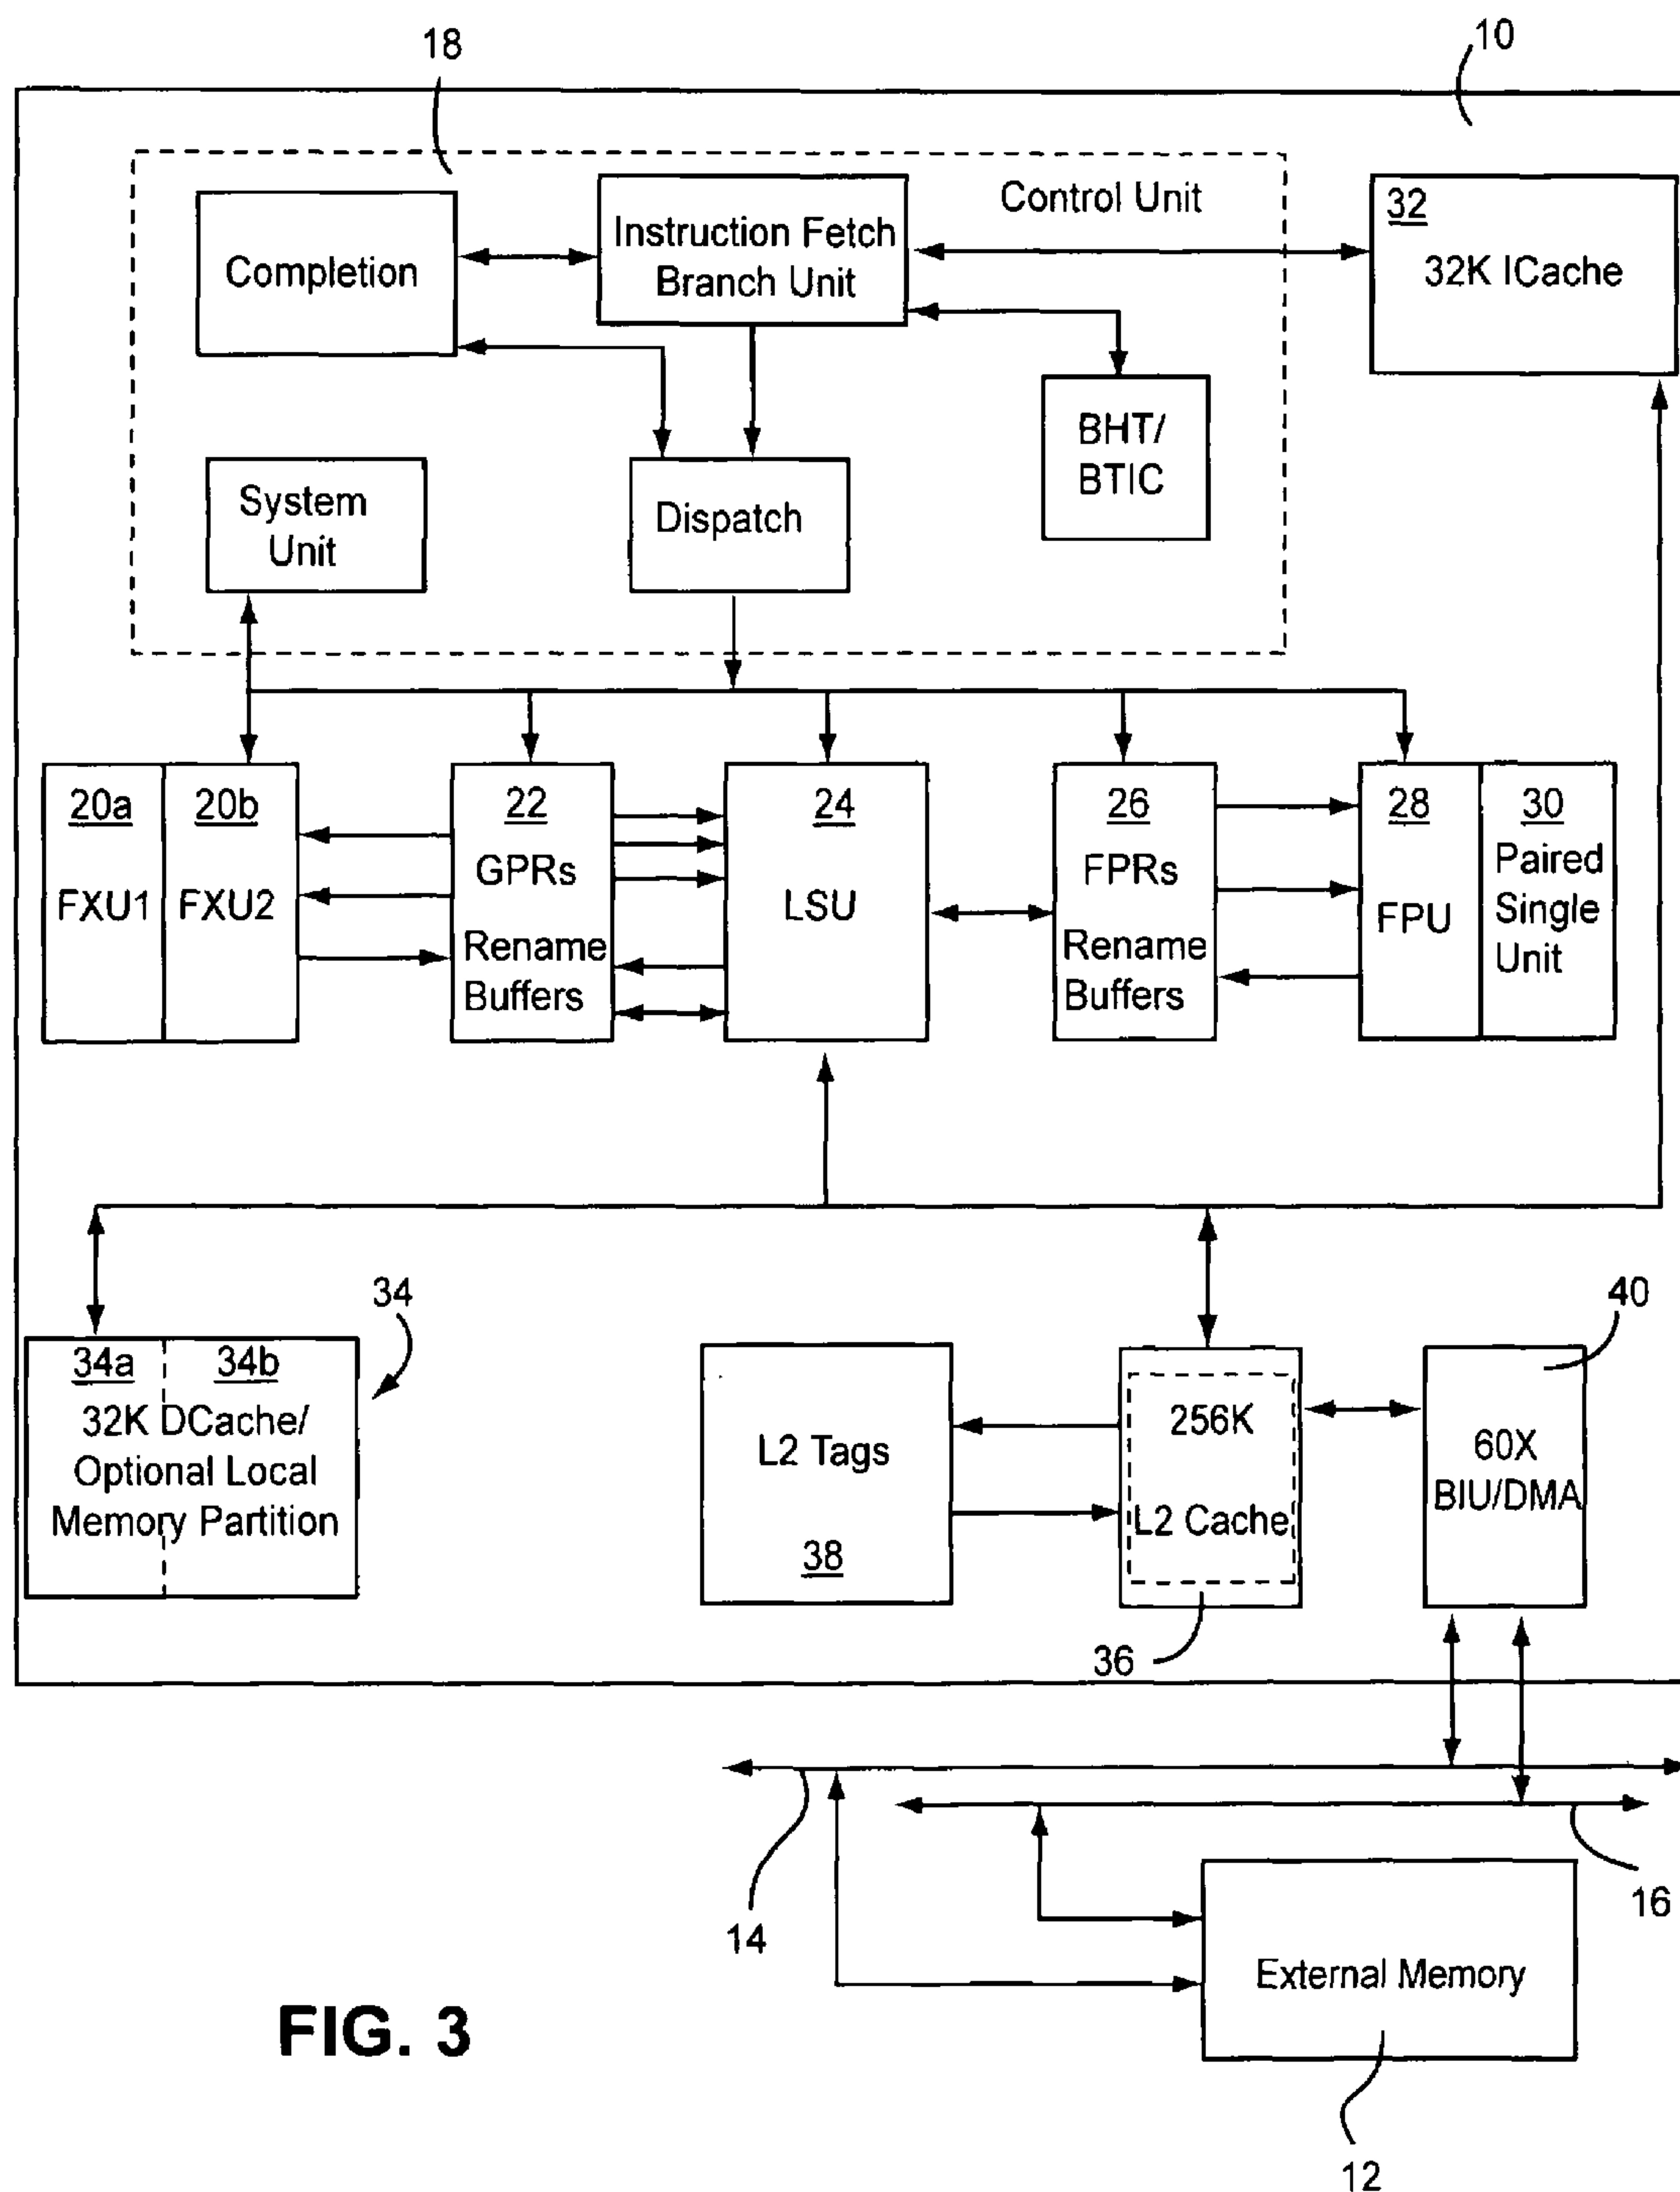 18
10
Control Unit
Completion
Instruction Fetch
Branch Unit
32
32K ICache
BHT/
BTIC
System
Unit
Dispatch
20a
FXU1
20b
FXU2
22
GPRs
Rename
Buffers
24
LSU
26
FPRs
Rename
Buffers
28
FPU
30
Paired
Single
Unit
34
34a
34b
32K DCache/
Optional Local
Memory Partition
L2 Tags
38
256K
L2 Cache
36
40
60X
BIU/DMA
14
16
External Memory
12
FIG. 3